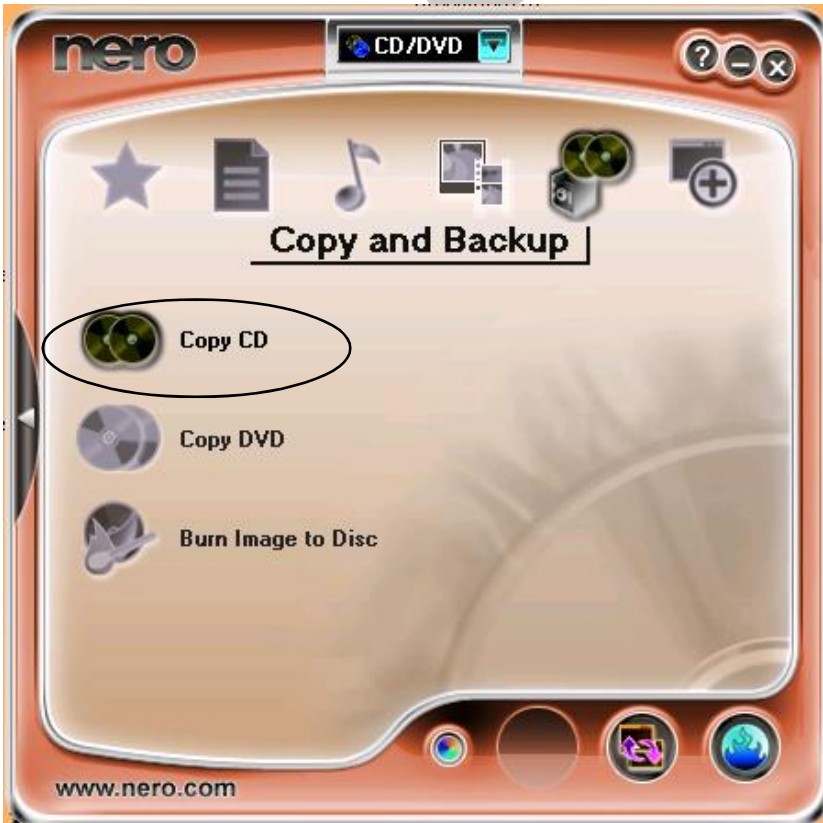 nero
CD/DVD
?
Copy and Backup
Copy CD
Copy DVD
Burn Image to Disc
www.nero.com